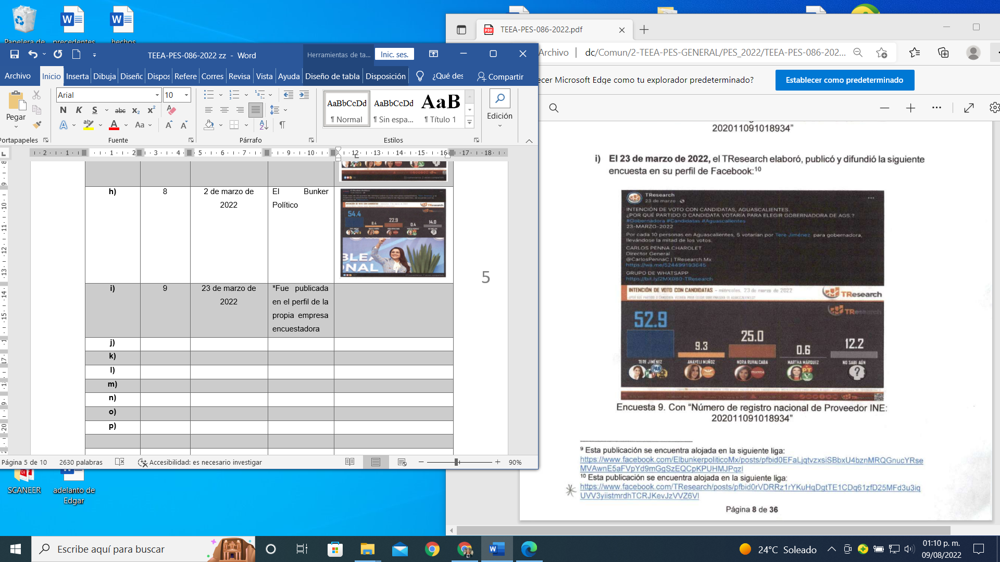 Papelera de
precedentes
hechos
TEEA-PES-086-2022 zz - Word
Herramientas de ta...
Inic. ses.
Archivo
Inicio
Inserta
Dibuja
Diseñc
Dispos
Refere
Corres
Revisa
Vista
Ayuda
Diseño de tabla
Disposición
¿Qué des
Compartir
Pegar
Arial
10
N K S abc x₂ x²
Aa
AaBbCcDd
¶ Normal
AaBbCcDd
¶ Sin espa...
AaB
¶ Título 1
Edición
Portapapeles
Fuente
Párrafo
Estilos
h)
8
2 de marzo de
2022
El Bunker
Político
54.4
8.4
22.9
0.4
14.0
i)
9
23 de marzo de
2022
*Fue publicada
en el perfil de la
propia empresa
encuestadora
5
j)
k)
l)
m)
n)
o)
p)
Página 5 de 10
2630 palabras
Accesibilidad: es necesario investigar
90%
SCANEER
adelanto de
Edgar
TEEA-PES-086-2022.pdf
Archivo
dc/Comun/2-TEEA-PES-GENERAL/PES_2022/TEEA-PES-086-202...
ecer Microsoft Edge como tu explorador predeterminado?
Establecer como predeterminado
202011091018934”
i) El 23 de marzo de 2022, el TResearch elaboró, publicó y difundió la siguiente
encuesta en su perfil de Facebook:¹⁰
TResearch
23 de marzo
INTENCIÓN DE VOTO CON CANDIDATAS, AGUASCALIENTES.
¿POR QUÉ PARTIDO O CANDIDATA VOTARÍA PARA ELEGIR GOBERNADORA DE AGS.?
#Gobernadora #Candidatas #Aguascalientes
23-MARZO-2022
Por cada 10 personas en Aguascalientes, 5 votarían por Tere Jiménez para gobernadora,
llevándose la mitad de los votos.
CARLOS PENNA CHAROLET
Director General
@CarlosPennaC | TResearch.Mx
https://wa.me/524499193645
GRUPO DE WHATSAPP
https://bit.ly/2MX080-TResearch
INTENCIÓN DE VOTO CON CANDIDATAS - miércoles, 23 de marzo de 2022
TResearch
52.9
9.3
25.0
0.6
12.2
TERE JIMÉNEZ
ANAYELI MUÑOZ
NORA RUVALCABA
MARTHA MÁRQUEZ
NO SABE AÚN
Encuesta 9. Con “Número de registro nacional de Proveedor INE:
202011091018934”
⁹ Esta publicación se encuentra alojada en la siguiente liga:
https://www.facebook.com/ElbunkerpoliticoMx/posts/pfbid0EFaLjqtvzxsiSBbxU4bznMRQGnucYRse
MVAwnE5aFVpYd9mGgSzEQCpKPUHMJPqzl
¹⁰ Esta publicación se encuentra alojada en la siguiente liga:
https://www.facebook.com/TResearch/posts/pfbid0rVDRRz1rYKuHqDgtTE1CDq61zfD25MFd3u3iq
UVV3yiistmrdhTCRJKevJzVVZ6Vl
Página 8 de 36
Escribe aquí para buscar
24°C Soleado
01:10 p. m.
09/08/2022